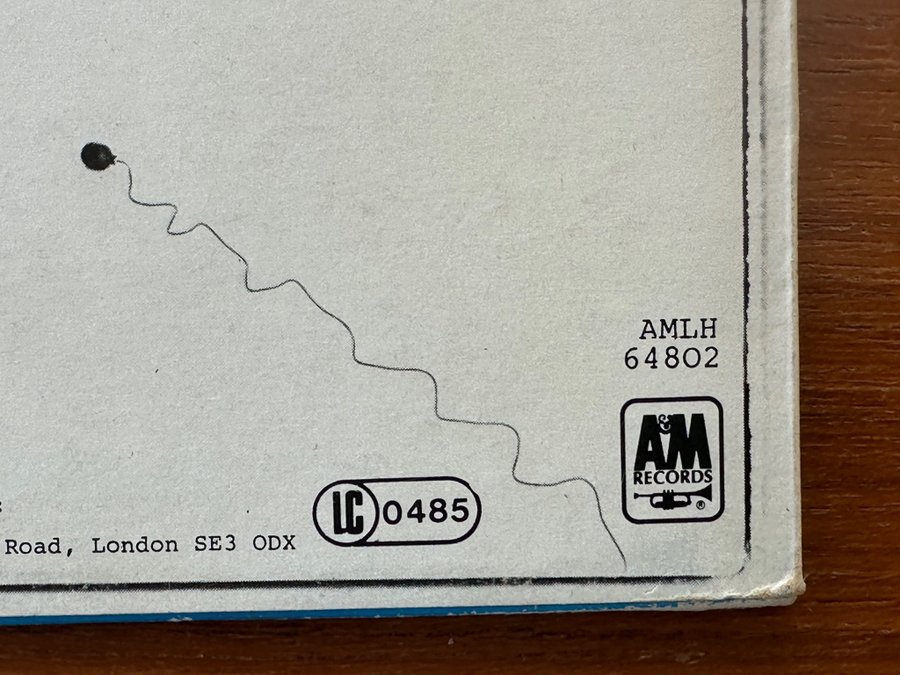 AMLH
64802
A&M
RECORDS
®
LC 0485
Road, London SE3 ODX